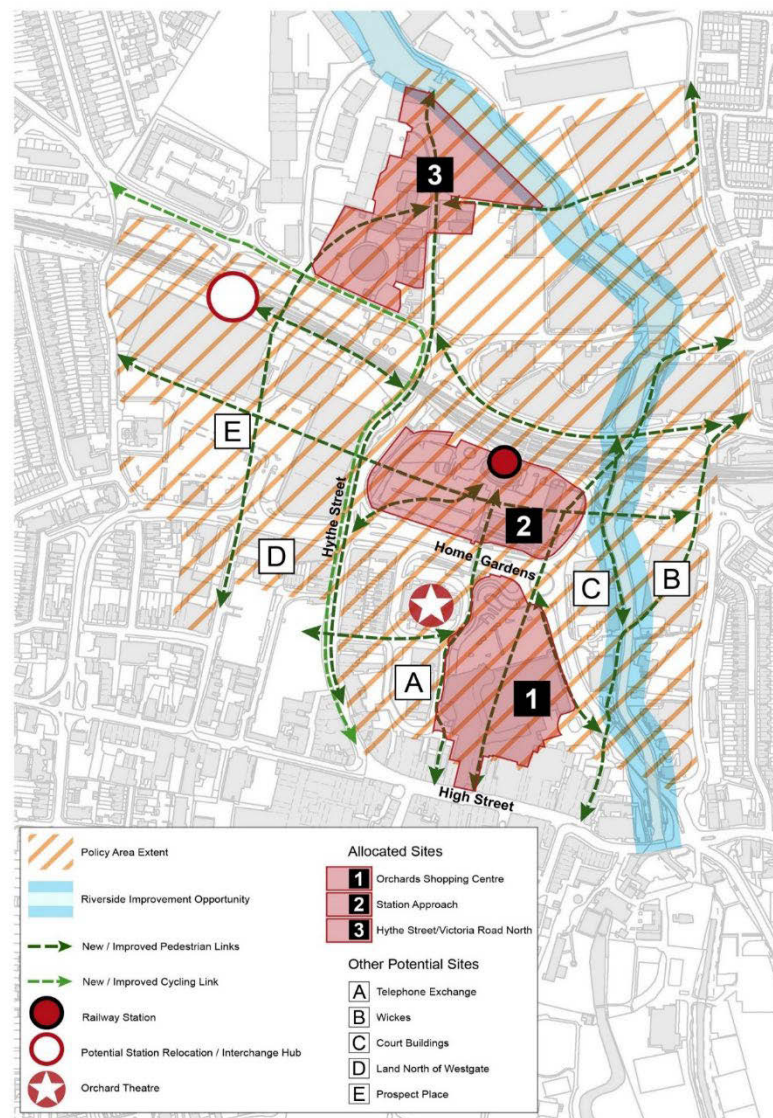 3
E
Hythe Street
2
D
Home Gardens
C
B
A
1
High Street
Policy Area Extent
Riverside Improvement Opportunity
New / Improved Pedestrian Links
New / Improved Cycling Link
Railway Station
Potential Station Relocation / Interchange Hub
Orchard Theatre
Allocated Sites
1 Orchards Shopping Centre
2 Station Approach
3 Hythe Street/Victoria Road North
Other Potential Sites
A Telephone Exchange
B Wickes
C Court Buildings
D Land North of Westgate
E Prospect Place